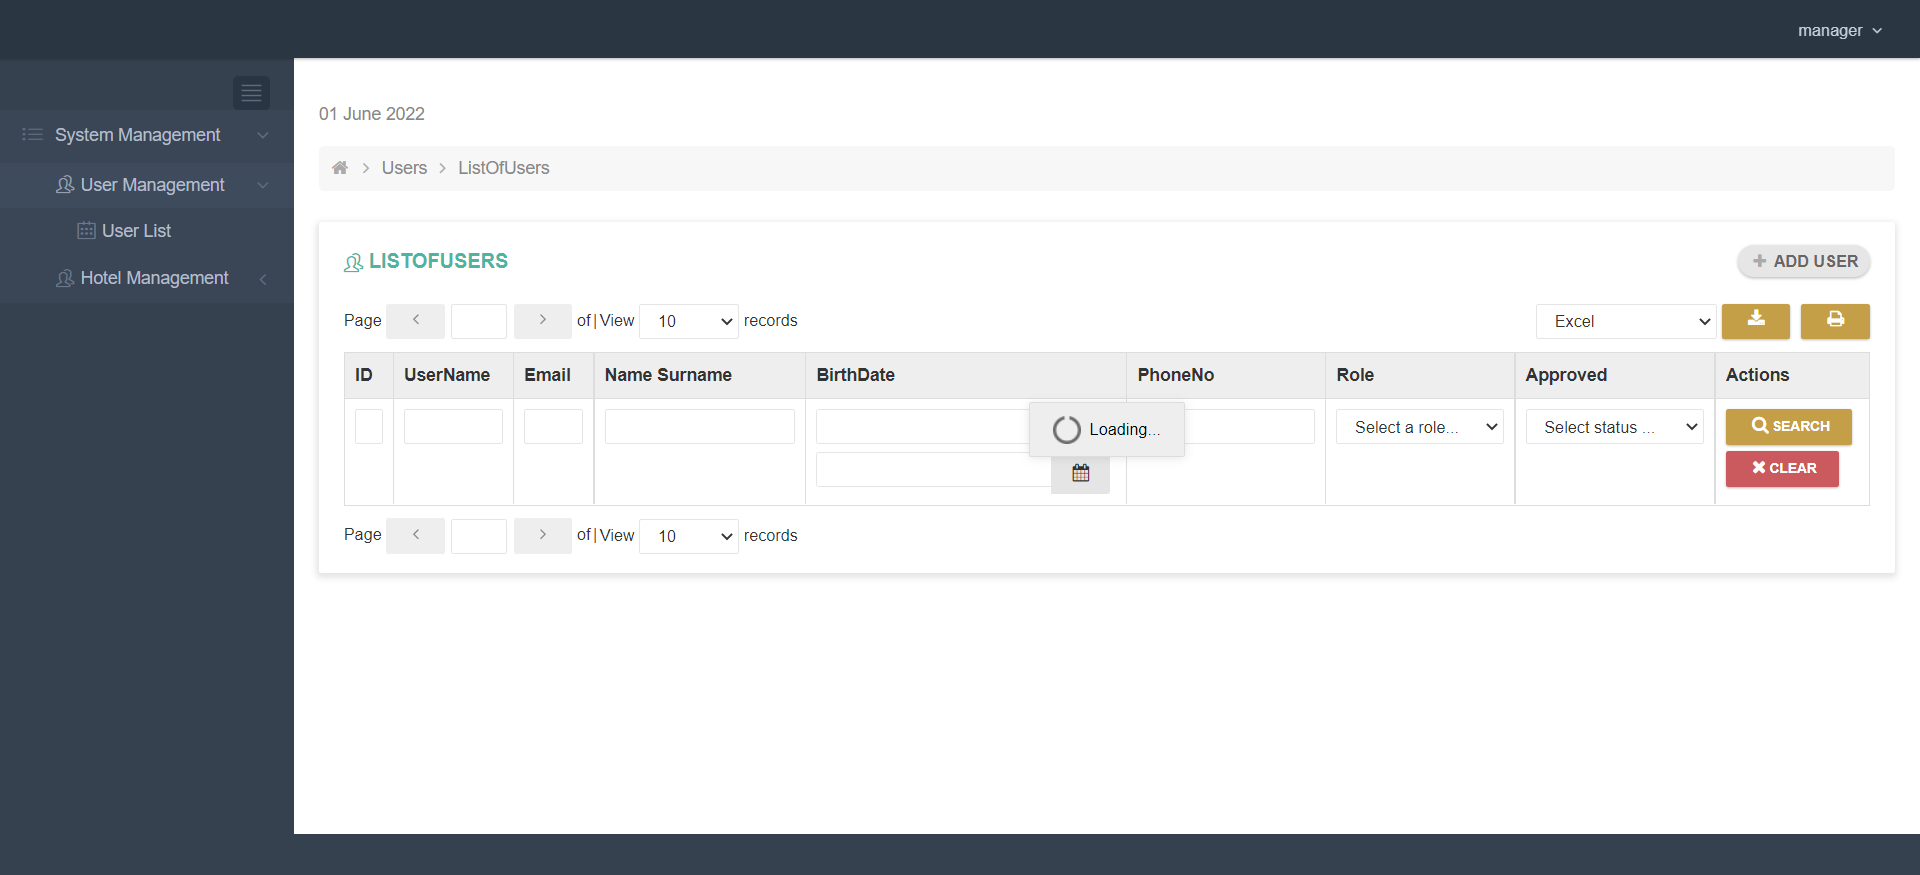 manager
01 June 2022
System Management
Users ListOfUsers
User Management
User List
LISTOFUSERS
ADD USER
Hotel Management
Page of | View 10 records
Excel
ID UserName Email Name Surname BirthDate PhoneNo Role Approved Actions
Loading...
Select a role...
Select status ...
SEARCH
CLEAR
Page of | View 10 records